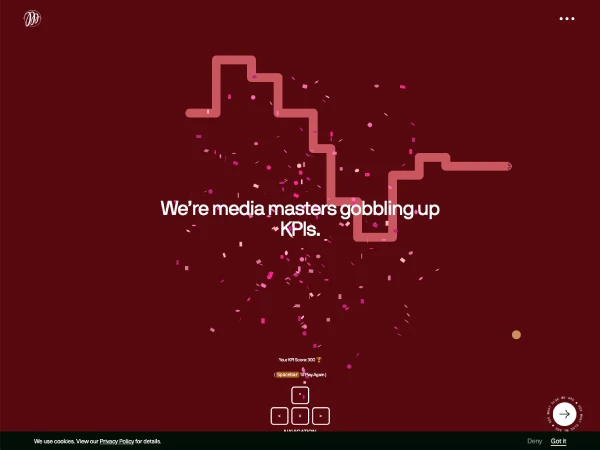 We're media masters gobbling up
KPIs.
Your KPI Score: 300 🏆
( Spacebar To Play Again )
We use cookies. View our Privacy Policy for details.
Deny
Got it